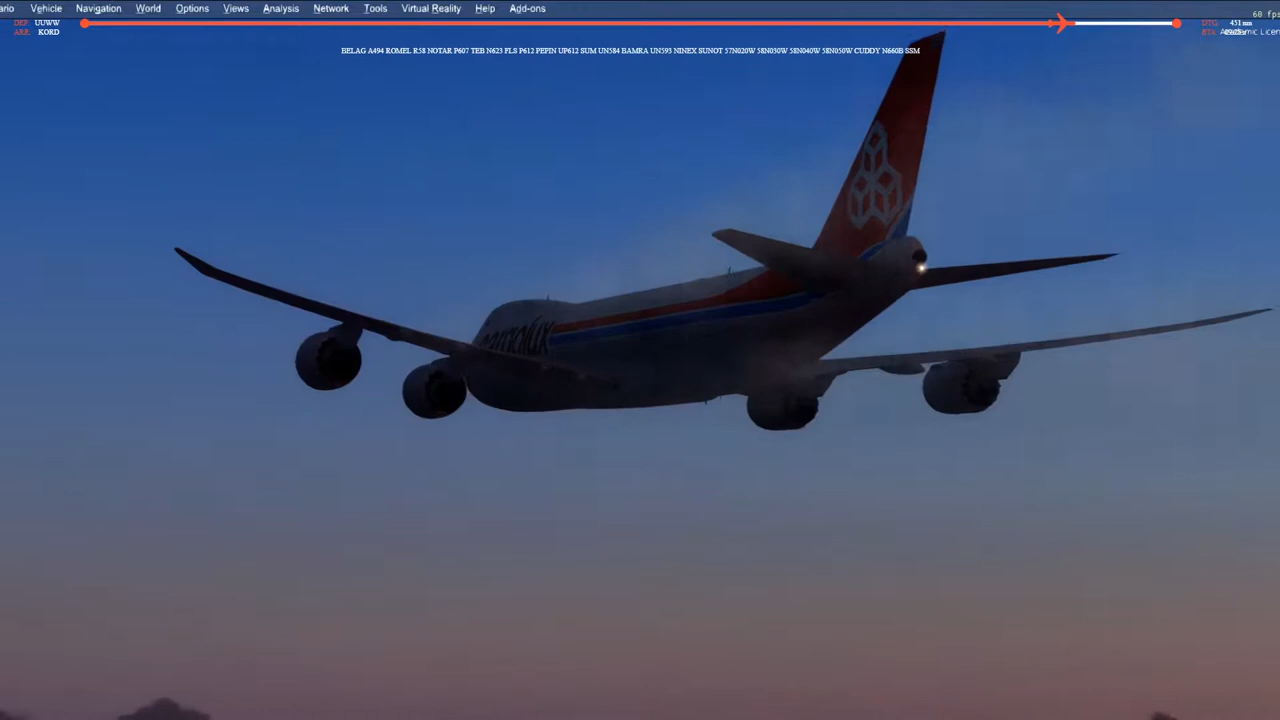 ario Vehicle Navigation World Options Views Analysis Network Tools Virtual Reality Help Add-ons
60 fps
DEP: UUWW
ARR: KORD
DTG: 451 nm
ETA:
BELAG A494 ROMEL R58 NOTAR P607 TEB N623 FLS P612 PEFIN UP612 SUM UN584 BAMRA UN593 NINEX SUNOT 57N020W 58N030W 58N040W 58N050W CUDDY N660B SSM
cargolux